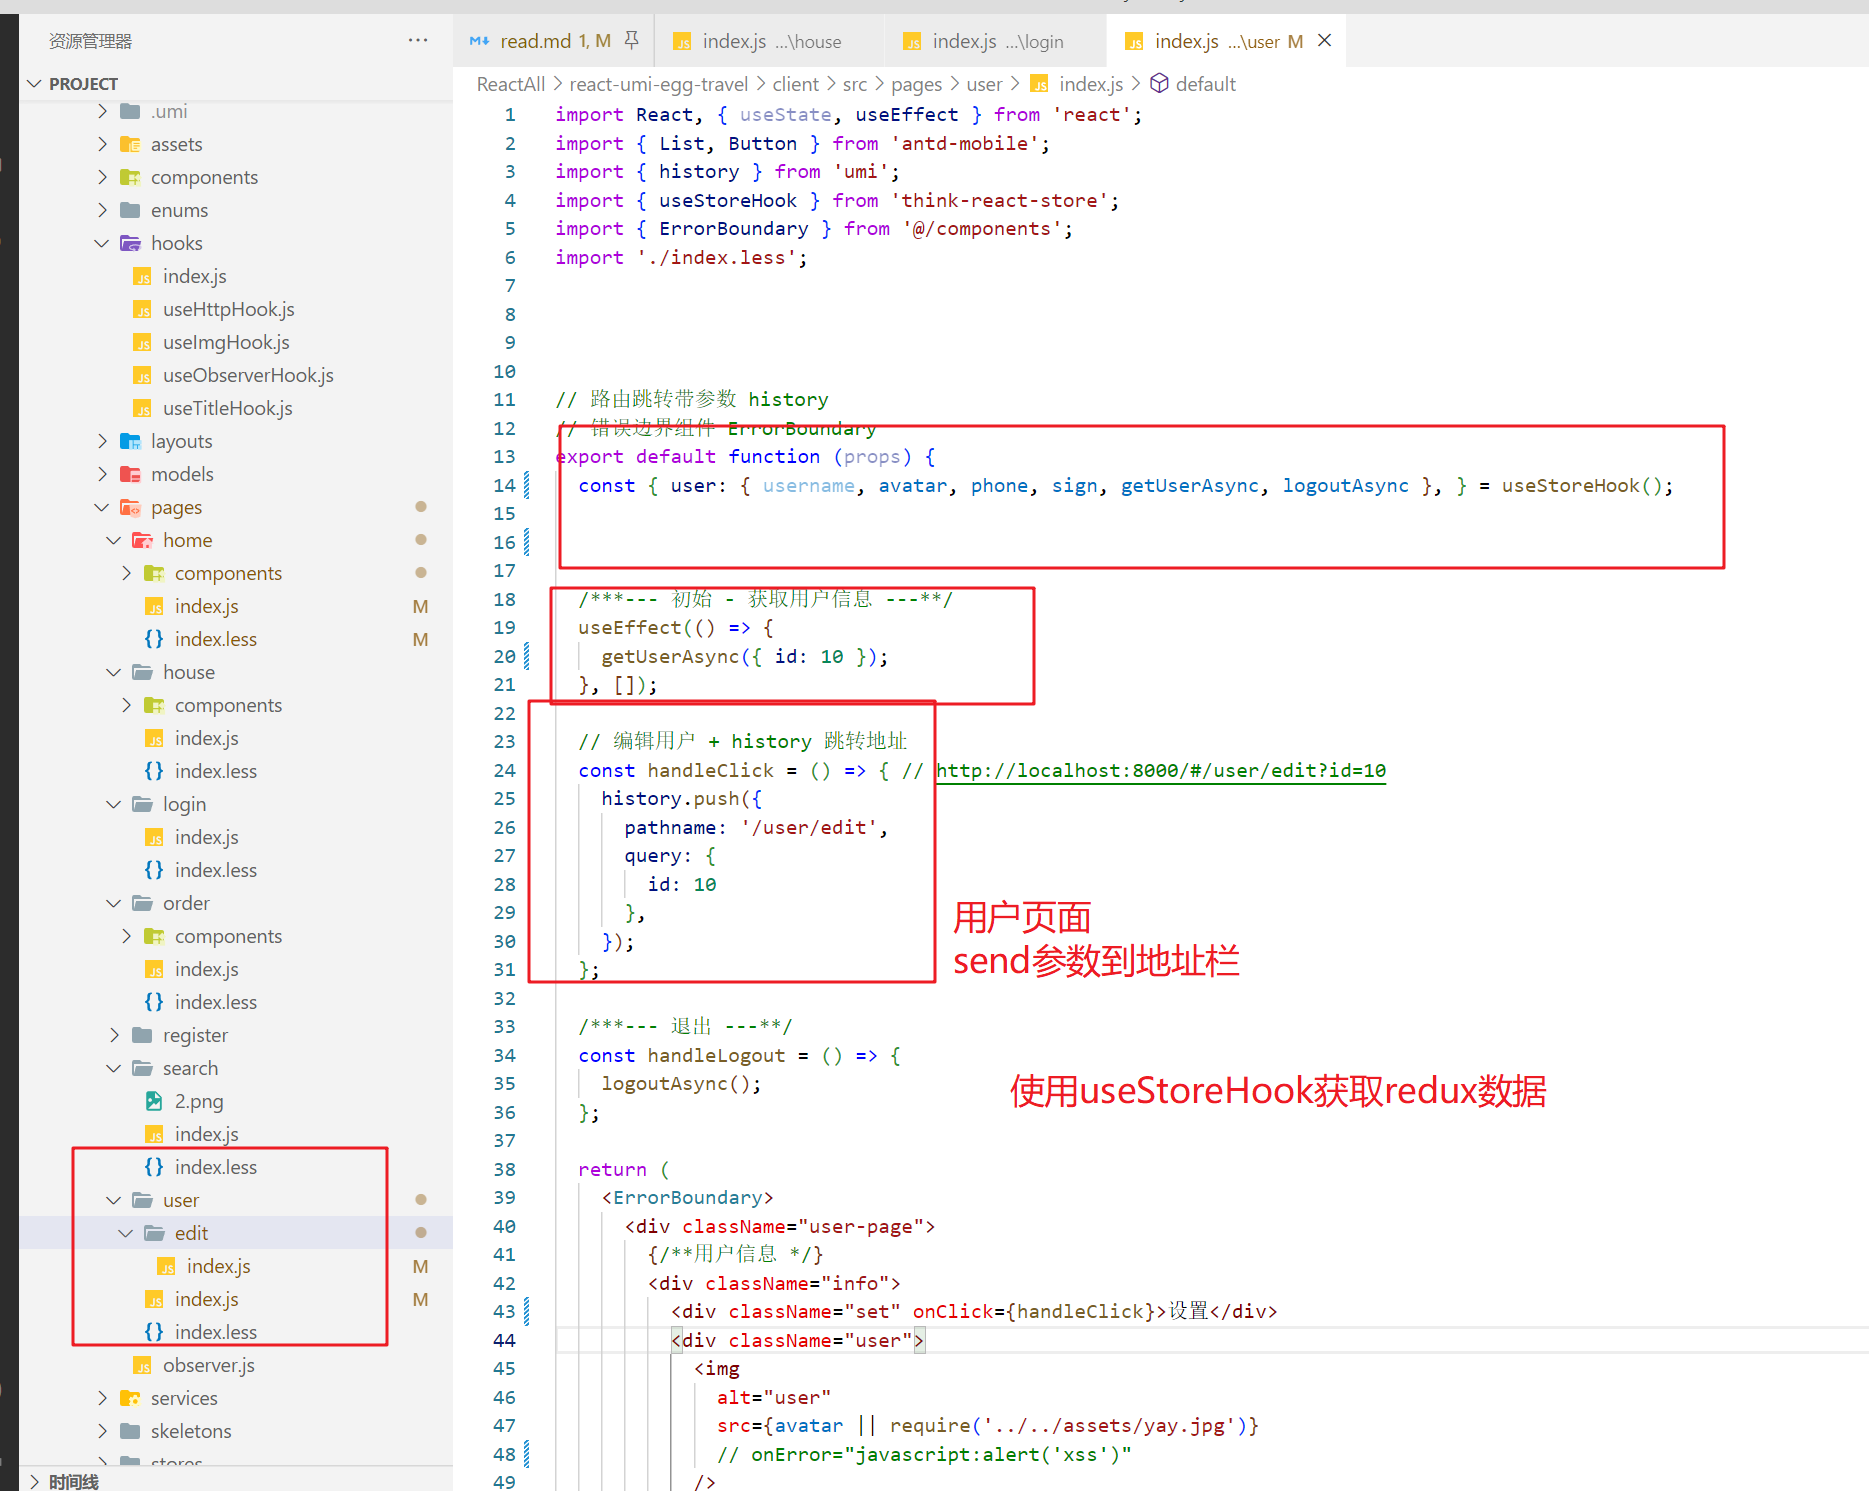 资源管理器
PROJECT
.umi
assets
components
enums
hooks
index.js
useHttpHook.js
useImgHook.js
useObserverHook.js
useTitleHook.js
layouts
models
pages
home
components
index.js M
index.less M
house
components
index.js
index.less
login
index.js
index.less
order
components
index.js
index.less
register
search
2.png
index.js
index.less
user
edit
index.js M
index.js M
index.less
observer.js
services
skeletons
stores
时间线
read.md 1, M
index.js ...\house
index.js ...\login
index.js ...\user M
ReactAll > react-umi-egg-travel > client > src > pages > user > index.js > default
1 import React, { useState, useEffect } from 'react';
2 import { List, Button } from 'antd-mobile';
3 import { history } from 'umi';
4 import { useStoreHook } from 'think-react-store';
5 import { ErrorBoundary } from '@/components';
6 import './index.less';
7
8
9
10
11 // 路由跳转带参数 history
12 // 错误边界组件 ErrorBoundary
13 export default function (props) {
14 const { user: { username, avatar, phone, sign, getUserAsync, logoutAsync }, } = useStoreHook();
15
16
17
18 /***--- 初始 - 获取用户信息 ---**/
19 useEffect(() => {
20 getUserAsync({ id: 10 });
21 }, []);
22
23 // 编辑用户 + history 跳转地址
24 const handleClick = () => { // http://localhost:8000/#/user/edit?id=10
25 history.push({
26 pathname: '/user/edit',
27 query: {
28 id: 10
29 },
30 });
31 };
32
33 /***--- 退出 ---**/
34 const handleLogout = () => {
35 logoutAsync();
36 };
37
38 return (
39 <ErrorBoundary>
40 <div className="user-page">
41 {/**用户信息 */}
42 <div className="info">
43 <div className="set" onClick={handleClick}>设置</div>
44 <div className="user">
45 <img
46 alt="user"
47 src={avatar || require('../../assets/yay.jpg')}
48 // onError="javascript:alert('xss')"
49 />
用户页面
send参数到地址栏
使用useStoreHook获取redux数据